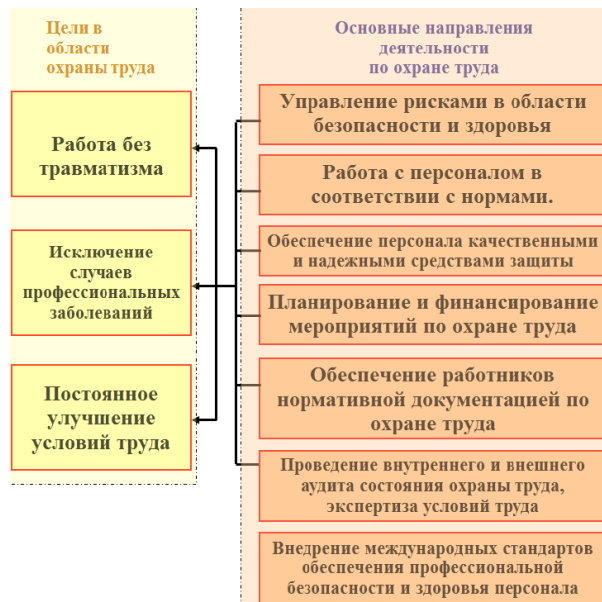 Цели в
области
охраны труда
Работа без
травматизма
Исключение
случаев
профессиональных
заболеваний
Постоянное
улучшение
условий труда
Основные направления
деятельности
по охране труда
Управление рисками в области
безопасности и здоровья
Работа с персоналом в
соответствии с нормами.
Обеспечение персонала качественными
и надежными средствами защиты
Планирование и финансирование
мероприятий по охране труда
Обеспечение работников
нормативной документацией по
охране труда
Проведение внутреннего и внешнего
аудита состояния охраны труда,
экспертиза условий труда
Внедрение международных стандартов
обеспечения профессиональной
безопасности и здоровья персонала